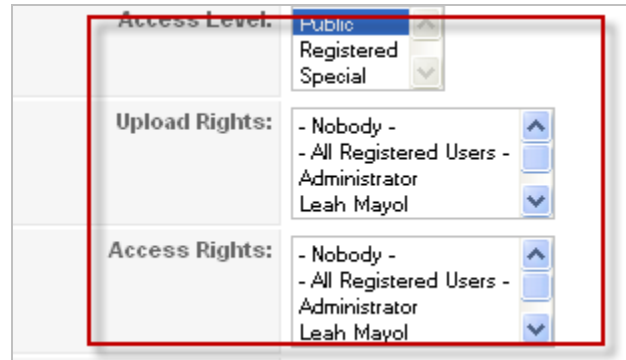 Access Level:
Public
Registered
Special
Upload Rights:
- Nobody -
- All Registered Users -
Administrator
Leah Mayol
Access Rights:
- Nobody -
- All Registered Users -
Administrator
Leah Mayol